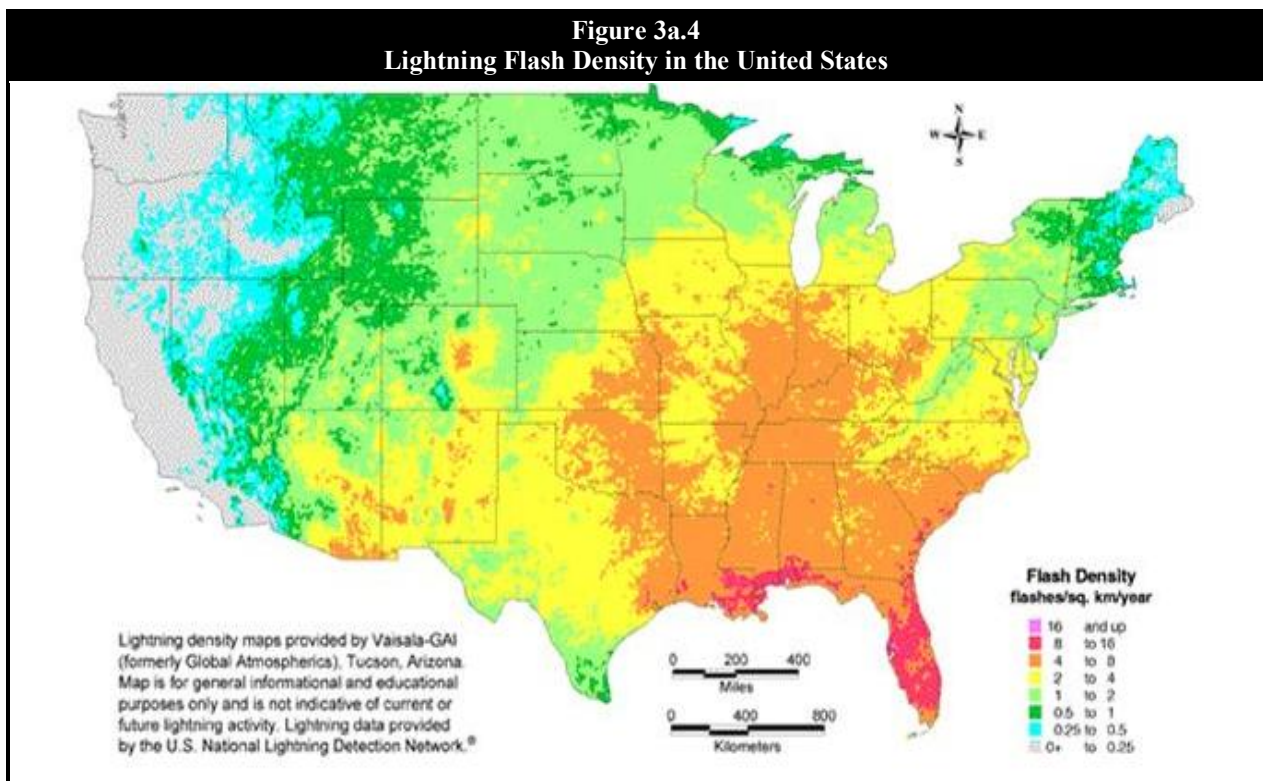 Figure 3a.4
Lightning Flash Density in the United States
N
W E
S
Lightning density maps provided by Vaisala-GAI
(formerly Global Atmospherics), Tucson, Arizona.
Map is for general informational and educational
purposes only and is not indicative of current or
future lightning activity. Lightning data provided
by the U.S. National Lightning Detection Network.®
0 200 400
Miles
0 400 800
Kilometers
Flash Density
flashes/sq. km/year
16 and up
8 to 16
4 to 8
2 to 4
1 to 2
0.5 to 1
0.25 to 0.5
0+ to 0.25